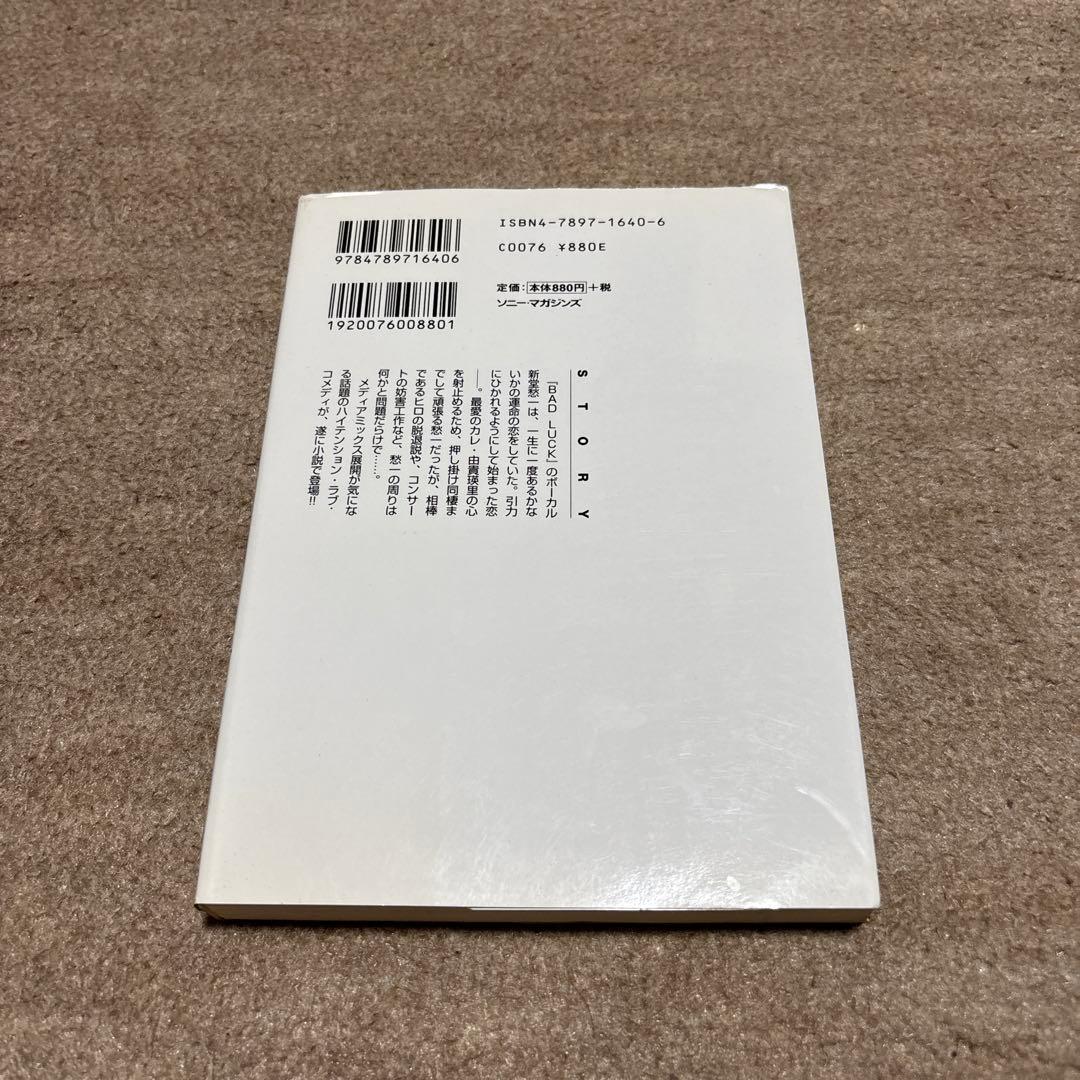 9784789716406
ISBN4-7897-1640-6
C0076 ¥880E
1920076008801
定価：本体880円＋税
ソニー・マガジンズ
STORY
『BAD LUCK』のボーカル
新堂愁一は、一生に一度あるかな
いかの運命の恋をしていた。引力
にひかれるようにして始まった恋
――。最愛のカレ・由貴瑛里の心
を射止めるため、押し掛け同棲ま
でして頑張る愁一だったが、相棒
であるヒロの脱退説や、コンサー
トの妨害工作など、愁一の周りは
何かと問題だらけで……。
メディアミックス展開が気にな
る話題のハイテンション・ラブ・
コメディが、遂に小説で登場!!